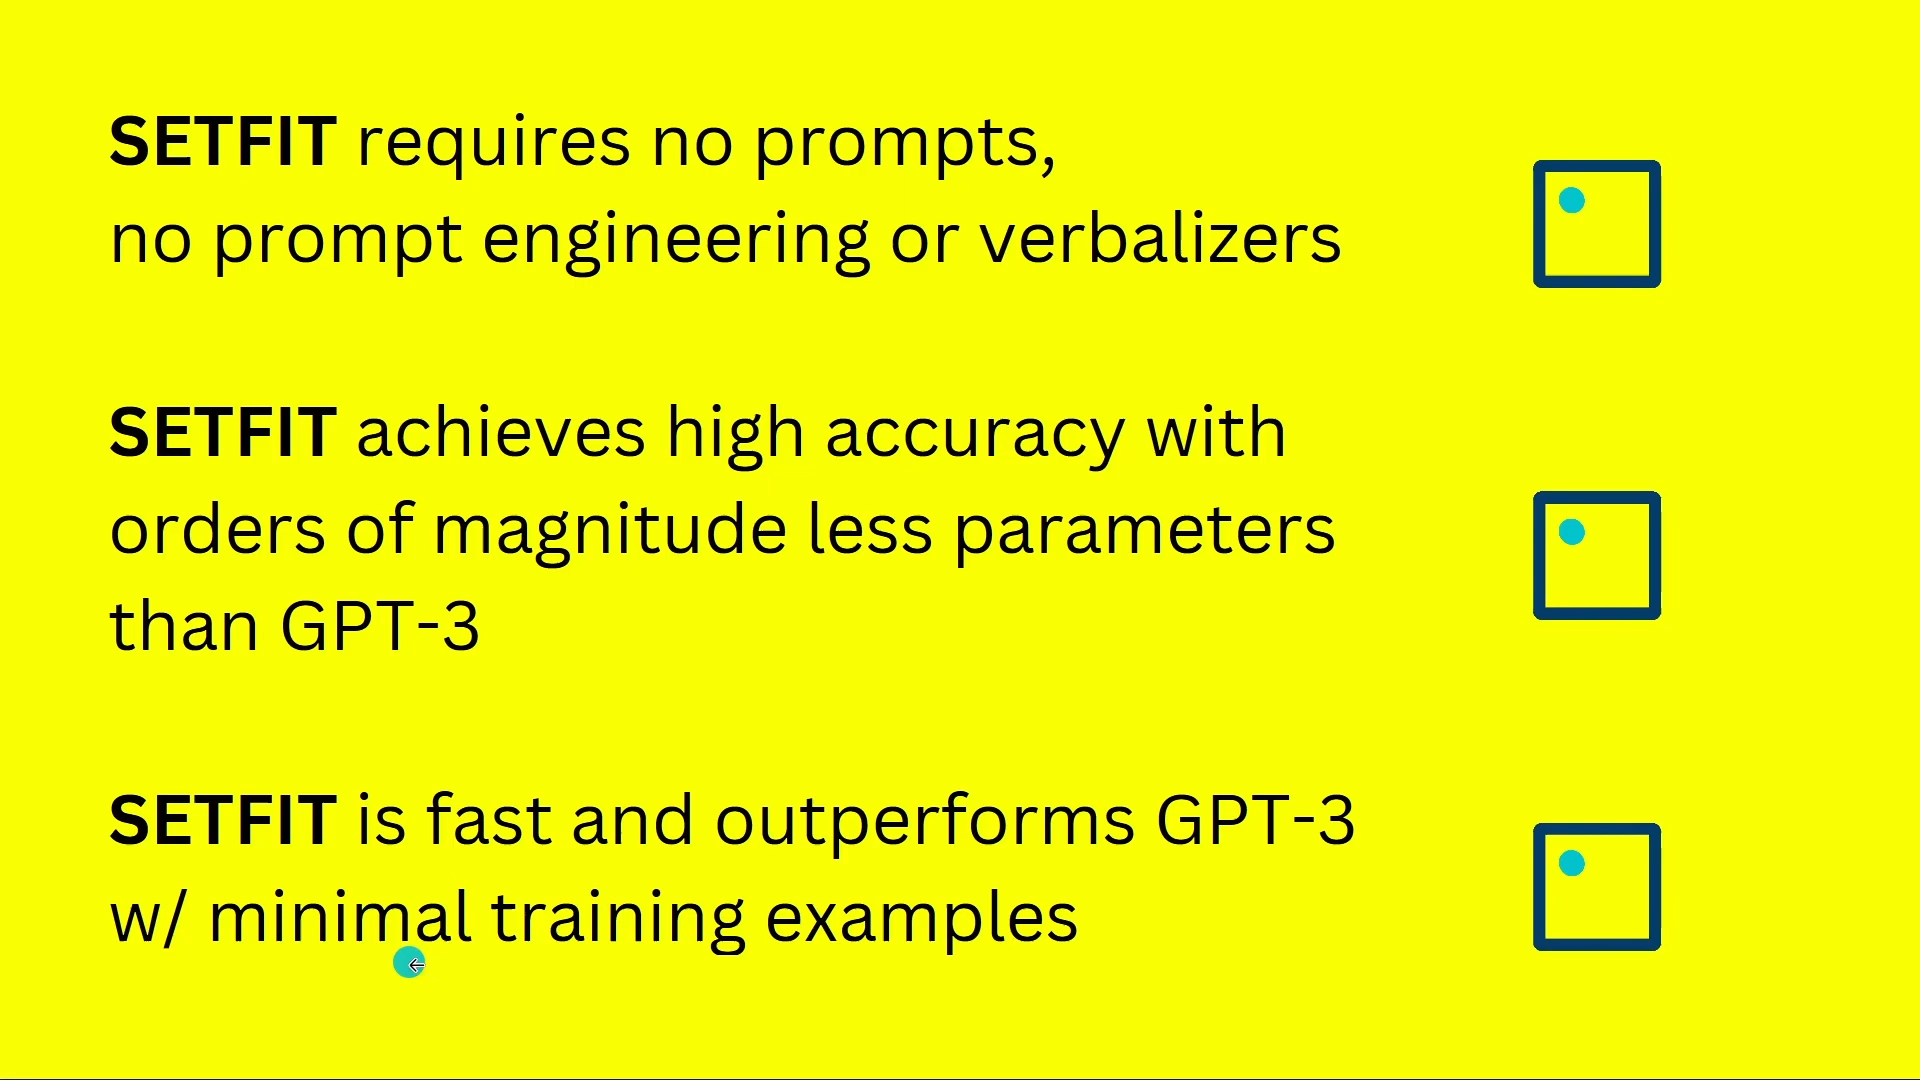 SETFIT requires no prompts,
no prompt engineering or verbalizers
SETFIT achieves high accuracy with
orders of magnitude less parameters
than GPT-3
SETFIT is fast and outperforms GPT-3
w/ minimal training examples